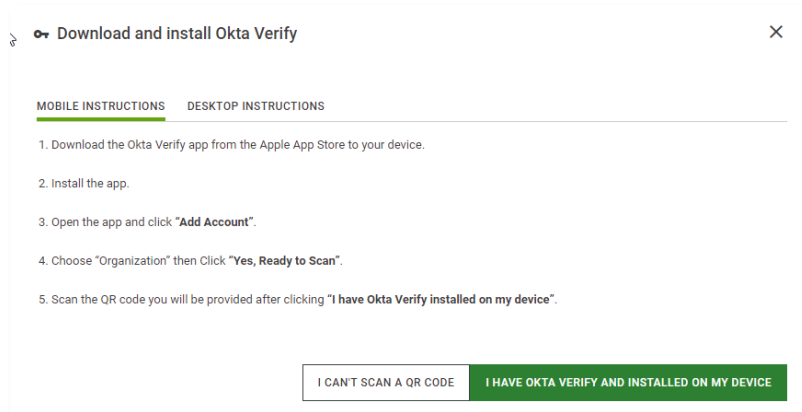 Download and install Okta Verify
MOBILE INSTRUCTIONS DESKTOP INSTRUCTIONS
1. Download the Okta Verify app from the Apple App Store to your device.
2. Install the app.
3. Open the app and click “Add Account”.
4. Choose “Organization” then Click “Yes, Ready to Scan”.
5. Scan the QR code you will be provided after clicking “I have Okta Verify installed on my device”.
I CAN'T SCAN A QR CODE I HAVE OKTA VERIFY AND INSTALLED ON MY DEVICE